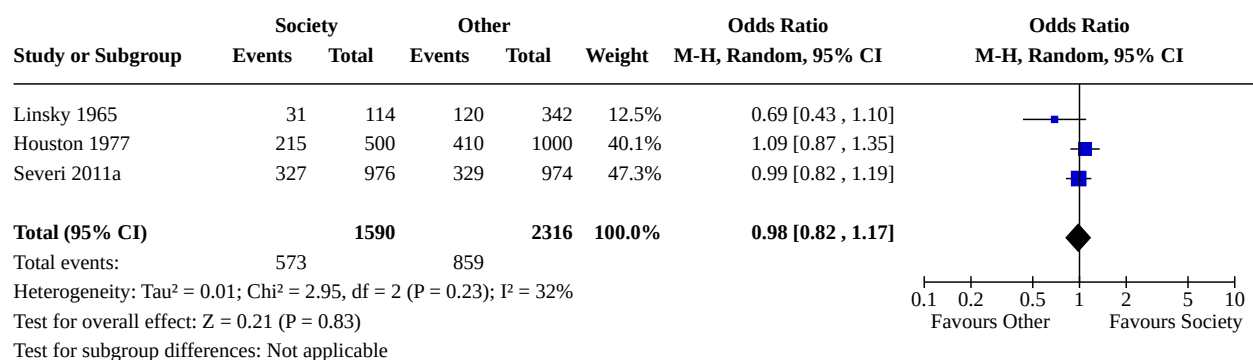 Society Other Odds Ratio Odds Ratio
Study or Subgroup Events Total Events Total Weight M-H, Random, 95% CI M-H, Random, 95% CI
Linsky 1965 31 114 120 342 12.5% 0.69 [0.43 , 1.10]
Houston 1977 215 500 410 1000 40.1% 1.09 [0.87 , 1.35]
Severi 2011a 327 976 329 974 47.3% 0.99 [0.82 , 1.19]
Total (95% CI) 1590 2316 100.0% 0.98 [0.82 , 1.17]
Total events: 573 859
Heterogeneity: Tau² = 0.01; Chi² = 2.95, df = 2 (P = 0.23); I² = 32%
0.1 0.2 0.5 1 2 5 10
Test for overall effect: Z = 0.21 (P = 0.83)
Favours Other Favours Society
Test for subgroup differences: Not applicable